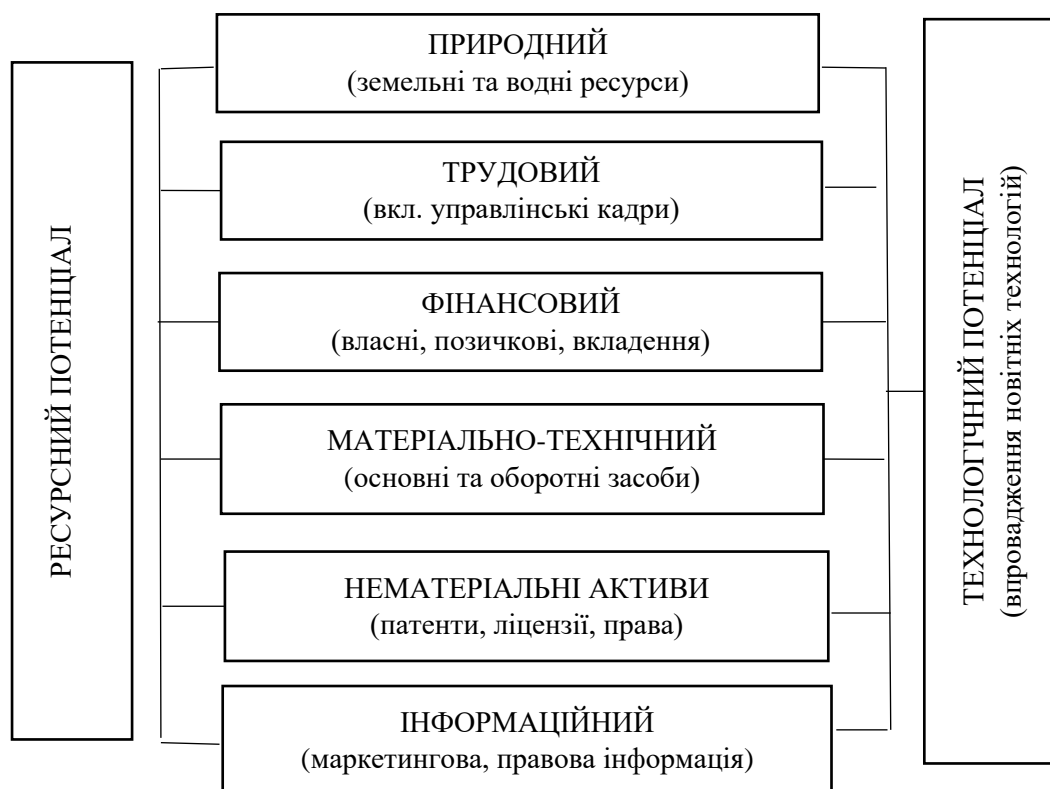 РЕСУРСНИЙ ПОТЕНЦІАЛ
ПРИРОДНИЙ
(земельні та водні ресурси)
ТРУДОВИЙ
(вкл. управлінські кадри)
ФІНАНСОВИЙ
(власні, позичкові, вкладення)
МАТЕРІАЛЬНО-ТЕХНІЧНИЙ
(основні та оборотні засоби)
НЕМАТЕРІАЛЬНІ АКТИВИ
(патенти, ліцензії, права)
ІНФОРМАЦІЙНИЙ
(маркетингова, правова інформація)
ТЕХНОЛОГІЧНИЙ ПОТЕНЦІАЛ
(впровадження новітніх технологій)